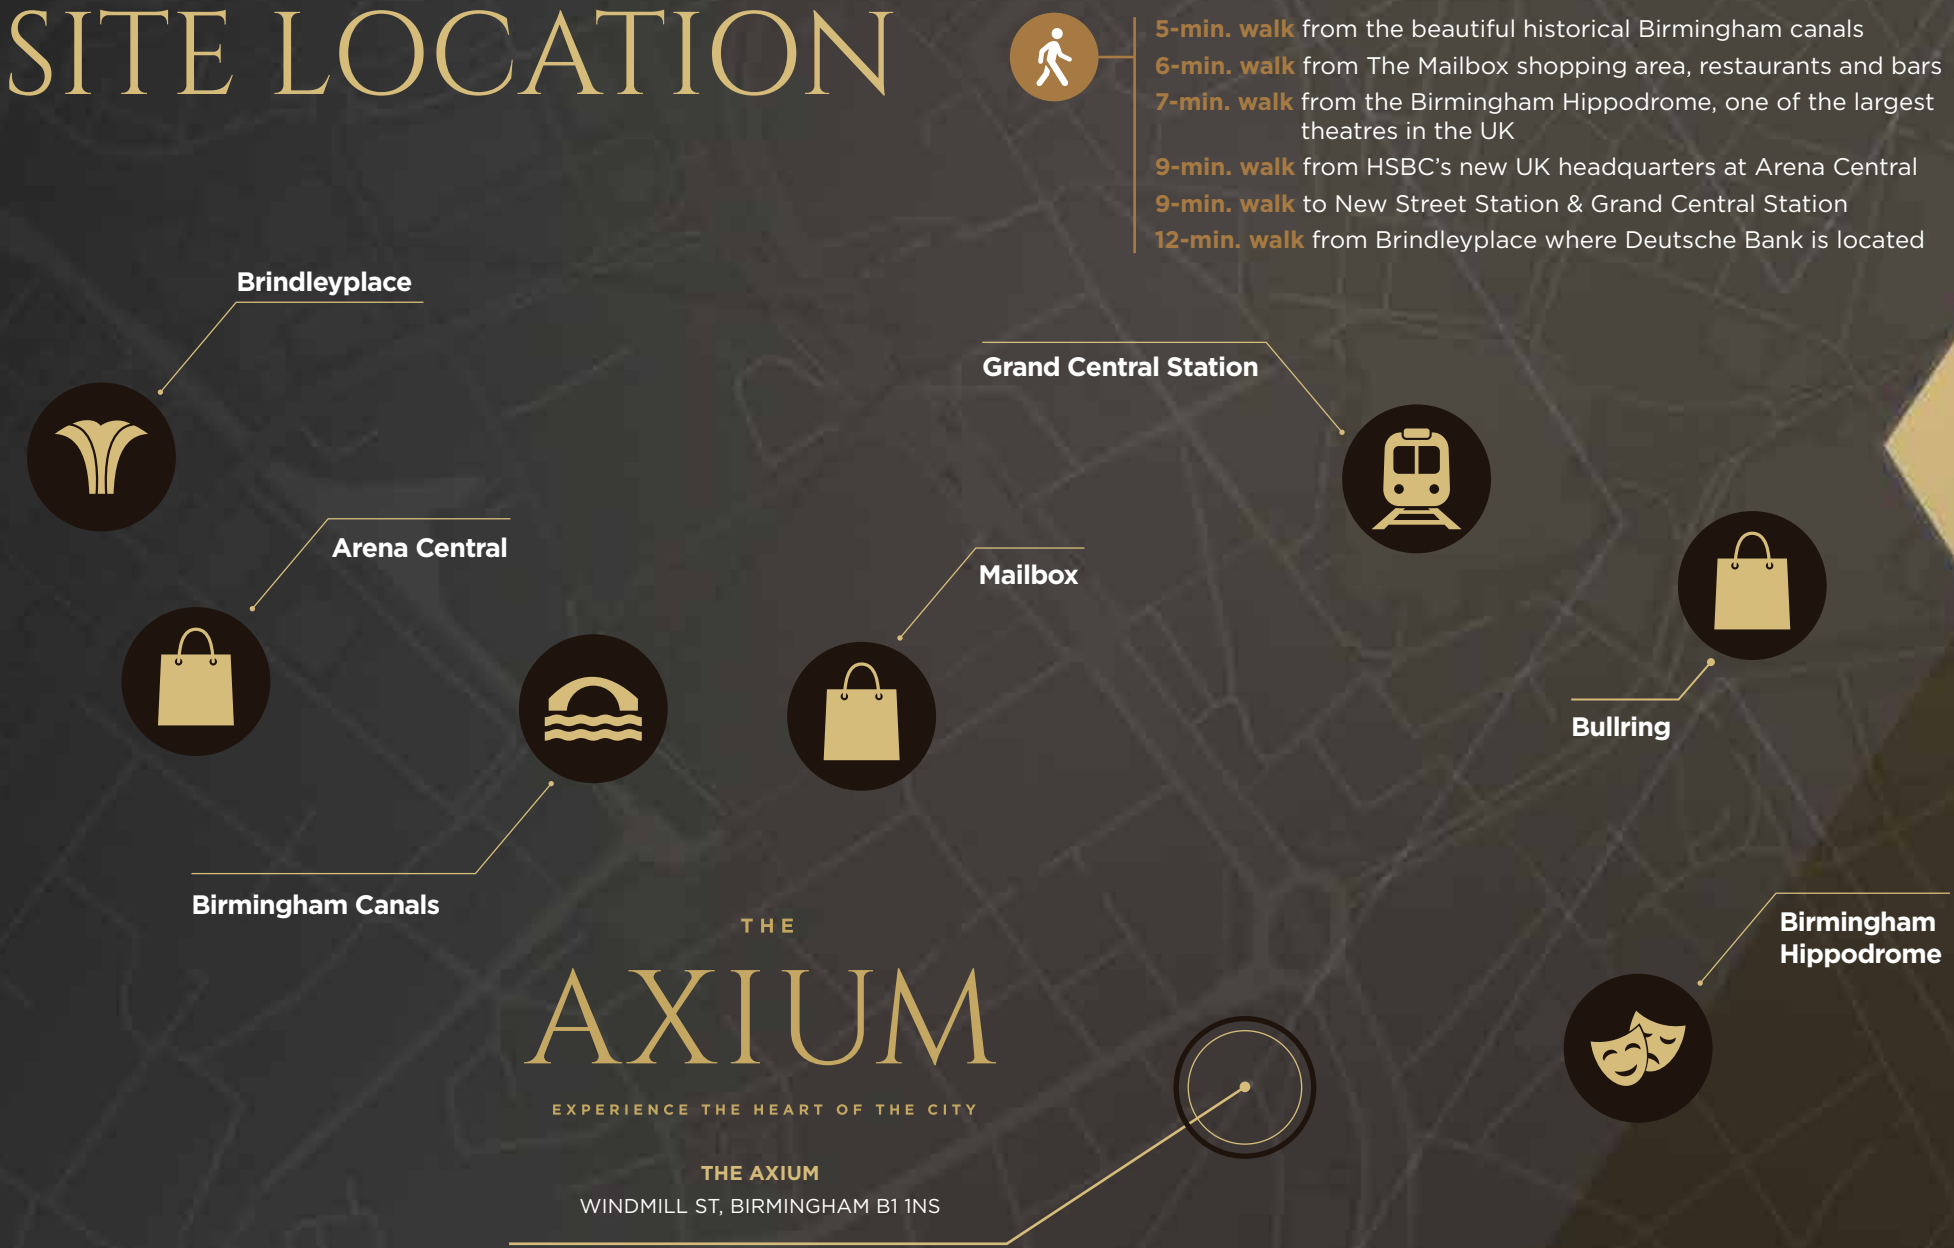 SITE LOCATION
5-min. walk from the beautiful historical Birmingham canals
6-min. walk from The Mailbox shopping area, restaurants and bars
7-min. walk from the Birmingham Hippodrome, one of the largest
theatres in the UK
9-min. walk from HSBC’s new UK headquarters at Arena Central
9-min. walk to New Street Station & Grand Central Station
12-min. walk from Brindleyplace where Deutsche Bank is located
Brindleyplace
Grand Central Station
Arena Central
Mailbox
Bullring
Birmingham Canals
Birmingham
Hippodrome
THE
AXIUM
EXPERIENCE THE HEART OF THE CITY
THE AXIUM
WINDMILL ST, BIRMINGHAM B1 1NS